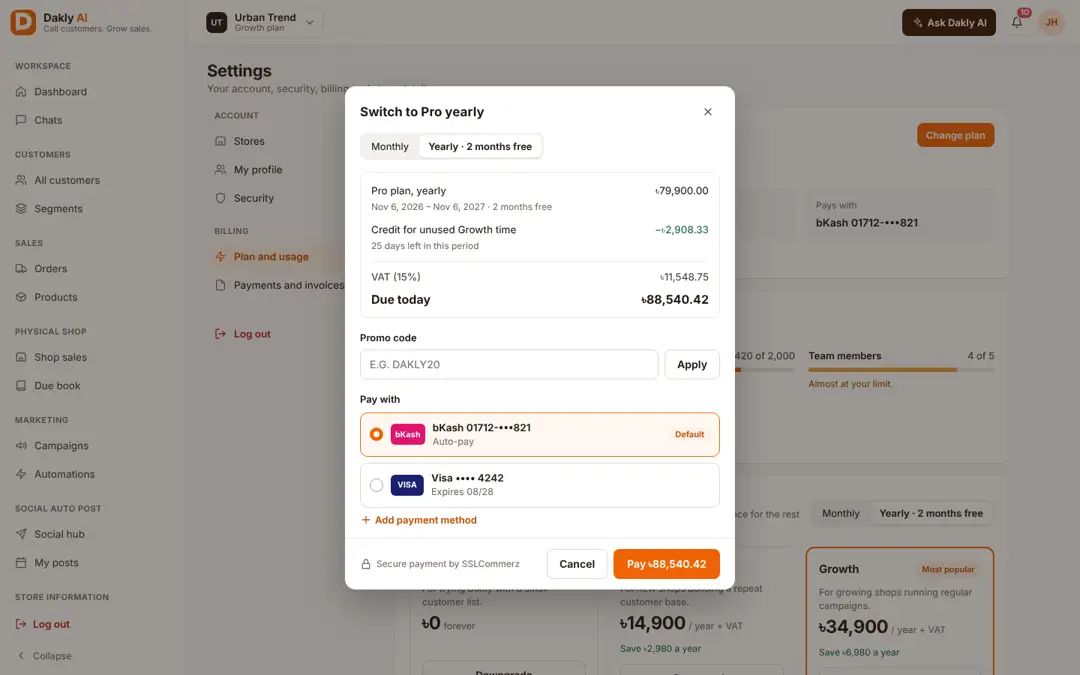 Dakly AI
Call customers. Grow sales.
UT
Urban Trend
Growth plan
Ask Dakly AI
10
JH
WORKSPACE
Dashboard
Chats
CUSTOMERS
All customers
Segments
SALES
Orders
Products
PHYSICAL SHOP
Shop sales
Due book
MARKETING
Campaigns
Automations
SOCIAL AUTO POST
Social hub
My posts
STORE INFORMATION
Log out
Collapse
Settings
Your account, security, billing
ACCOUNT
Stores
My profile
Security
BILLING
Plan and usage
Payments and invoices
Log out
Change plan
Pays with
bKash 01712-•••821
420 of 2,000
Team members
4 of 5
Almost at your limit.
Switch to Pro yearly
Monthly
Yearly · 2 months free
Pro plan, yearly
৳79,900.00
Nov 6, 2026 – Nov 6, 2027 · 2 months free
Credit for unused Growth time
−৳2,908.33
25 days left in this period
VAT (15%)
৳11,548.75
Due today
৳88,540.42
Promo code
E.G. DAKLY20
Apply
Pay with
bKash
bKash 01712-•••821
Auto-pay
Default
VISA
Visa •••• 4242
Expires 08/28
+ Add payment method
Secure payment by SSLCommerz
Cancel
Pay ৳88,540.42
for the rest
Monthly
Yearly · 2 months free
customer list.
৳0 forever
customer base.
৳14,900 / year + VAT
Save ৳2,980 a year
Growth
Most popular
For growing shops running regular
campaigns.
৳34,900 / year + VAT
Save ৳6,980 a year